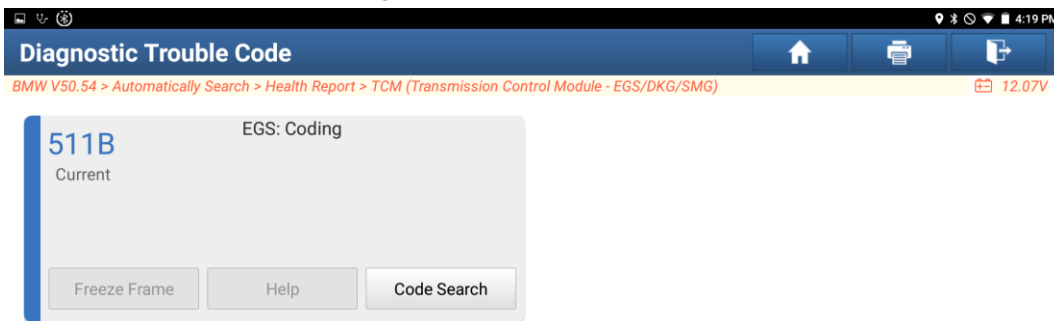 4:19 PM
Diagnostic Trouble Code
BMW V50.54 > Automatically Search > Health Report > TCM (Transmission Control Module - EGS/DKG/SMG)
12.07V
511B
EGS: Coding
Current
Freeze Frame
Help
Code Search